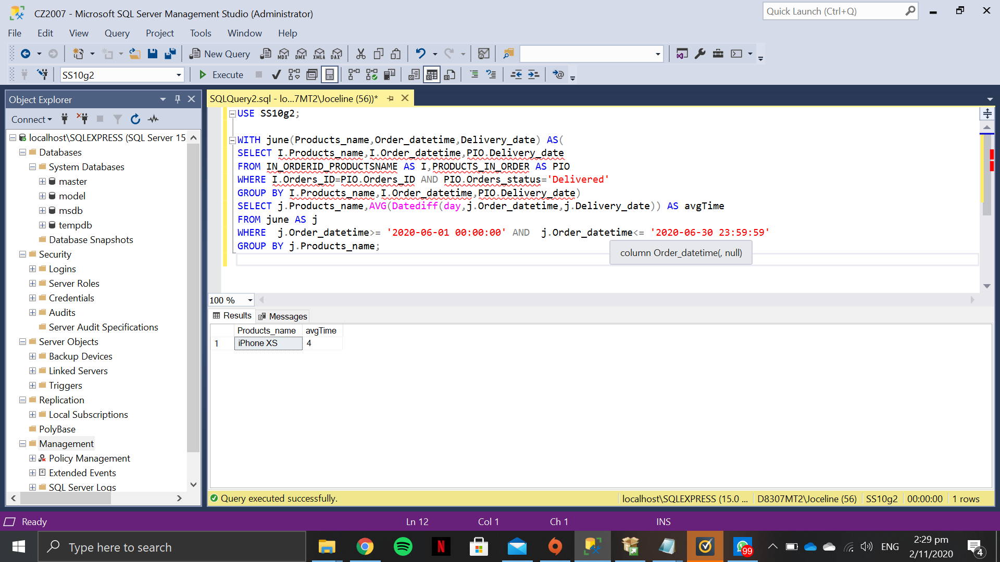 CZ2007 - Microsoft SQL Server Management Studio (Administrator)
Quick Launch (Ctrl+Q)
File Edit View Query Project Tools Window Help
New Query
MDX DMX XMLA DAX
SS10g2
Execute
Object Explorer
Connect
localhost\SQLEXPRESS (SQL Server 15
Databases
System Databases
master
model
msdb
tempdb
Database Snapshots
Security
Logins
Server Roles
Credentials
Audits
Server Audit Specifications
Server Objects
Backup Devices
Linked Servers
Triggers
Replication
Local Subscriptions
PolyBase
Management
Policy Management
Extended Events
SQL Server Logs
SQLQuery2.sql - lo...7MT2\Joceline (56))*
USE SS10g2;
WITH june(Products_name,Order_datetime,Delivery_date) AS(
SELECT I.Products_name,I.Order_datetime,PIO.Delivery_date
FROM IN_ORDERID_PRODUCTSNAME AS I,PRODUCTS_IN_ORDER AS PIO
WHERE I.Orders_ID=PIO.Orders_ID AND PIO.Orders_status='Delivered'
GROUP BY I.Products_name,I.Order_datetime,PIO.Delivery_date)
SELECT j.Products_name,AVG(Datediff(day,j.Order_datetime,j.Delivery_date)) AS avgTime
FROM june AS j
WHERE  j.Order_datetime>= '2020-06-01 00:00:00' AND  j.Order_datetime<= '2020-06-30 23:59:59'
GROUP BY j.Products_name;
column Order_datetime(, null)
100 %
Results Messages
Products_name avgTime
1 iPhone XS 4
Query executed successfully.
localhost\SQLEXPRESS (15.0 ... D8307MT2\Joceline (56) SS10g2 00:00:00 1 rows
Ready Ln 12 Col 1 Ch 1 INS
Type here to search
N
99
ENG
2:29 pm
2/11/2020
4